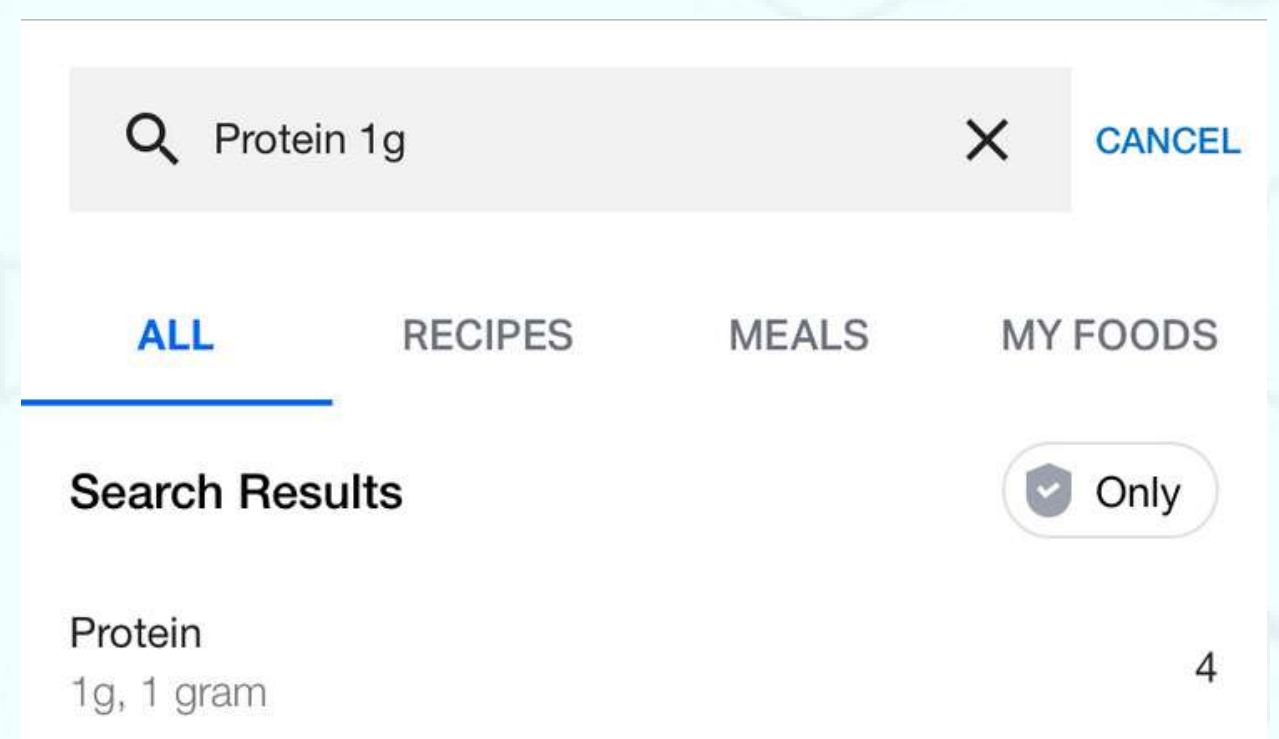 Protein 1g
CANCEL
ALL RECIPES MEALS MY FOODS
Search Results
Only
Protein
1g, 1 gram
4